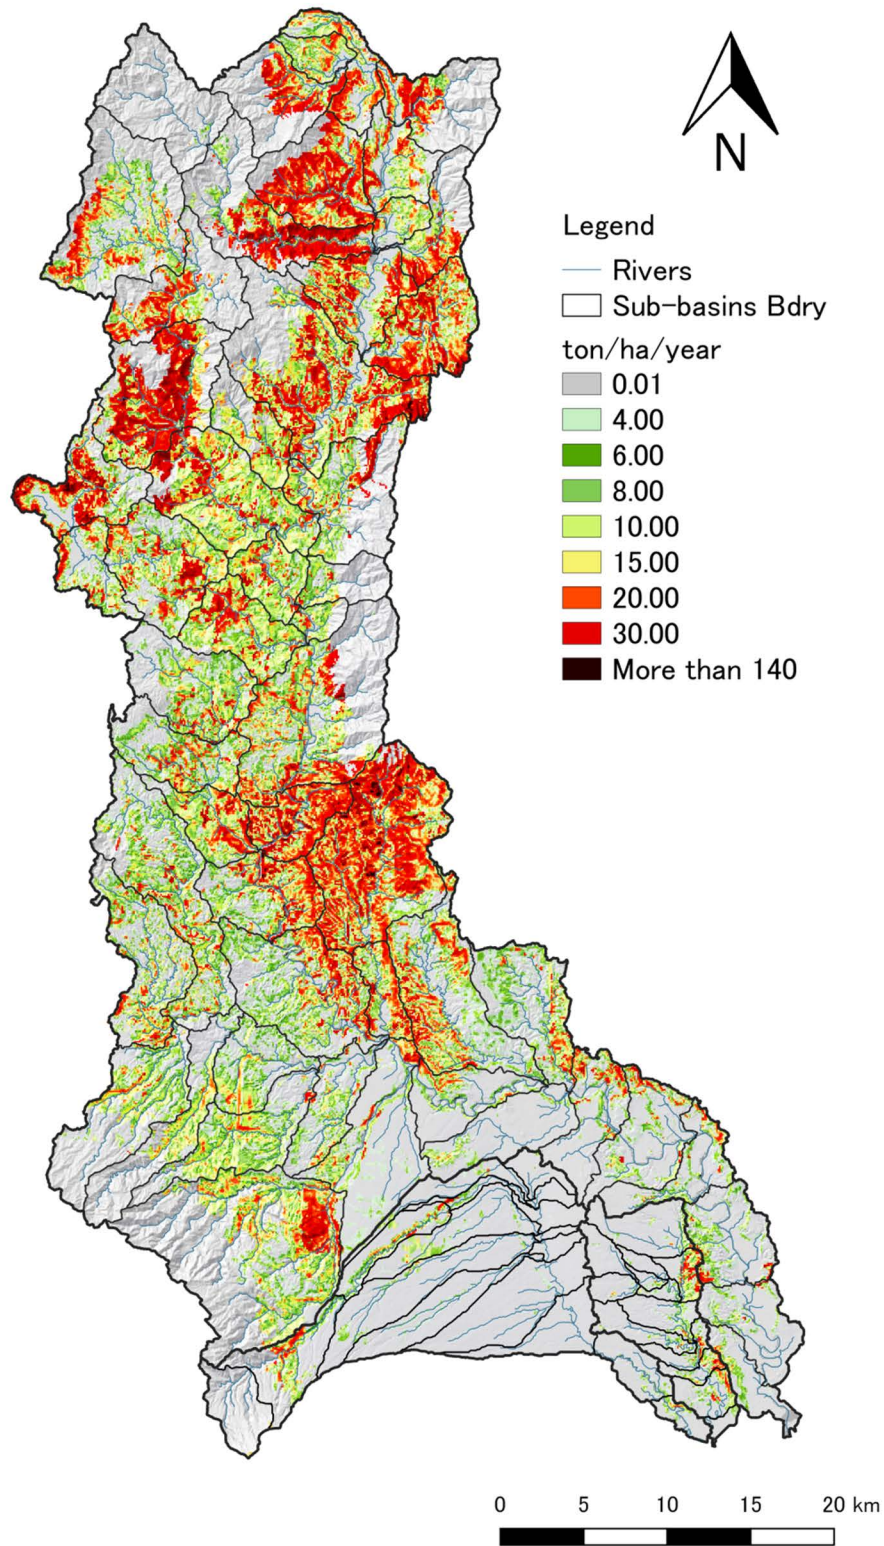 N
Legend
Rivers
Sub-basins Bdry
ton/ha/year
0.01
4.00
6.00
8.00
10.00
15.00
20.00
30.00
More than 140
0 5 10 15 20 km